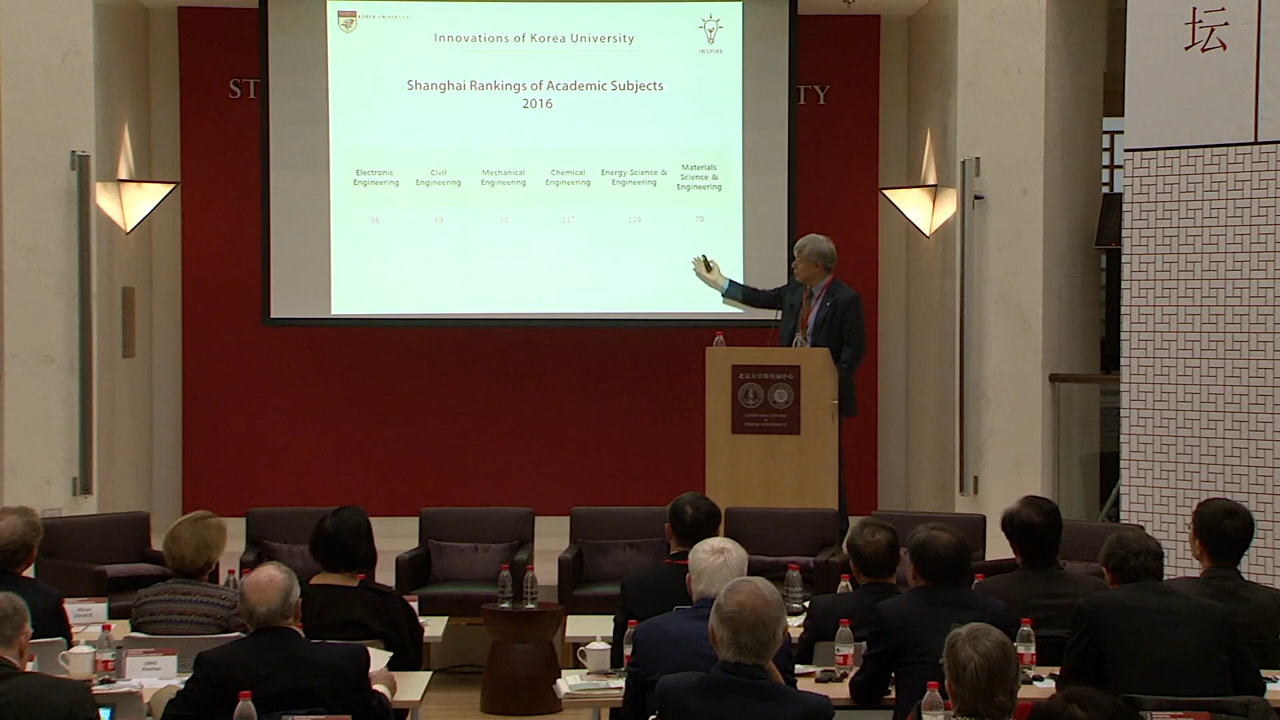 KOREA UNIVERSITY
Innovations of Korea University
INSPIRE
Shanghai Rankings of Academic Subjects
2016
Electronic
Engineering
Civil
Engineering
Mechanical
Engineering
Chemical
Engineering
Energy Science &
Engineering
Materials
Science &
Engineering
56
69
50
117
119
70
ST
TY
坛